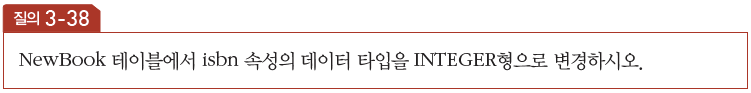 질의 3-38
NewBook 테이블에서 isbn 속성의 데이터 타입을 INTEGER형으로 변경하시오.